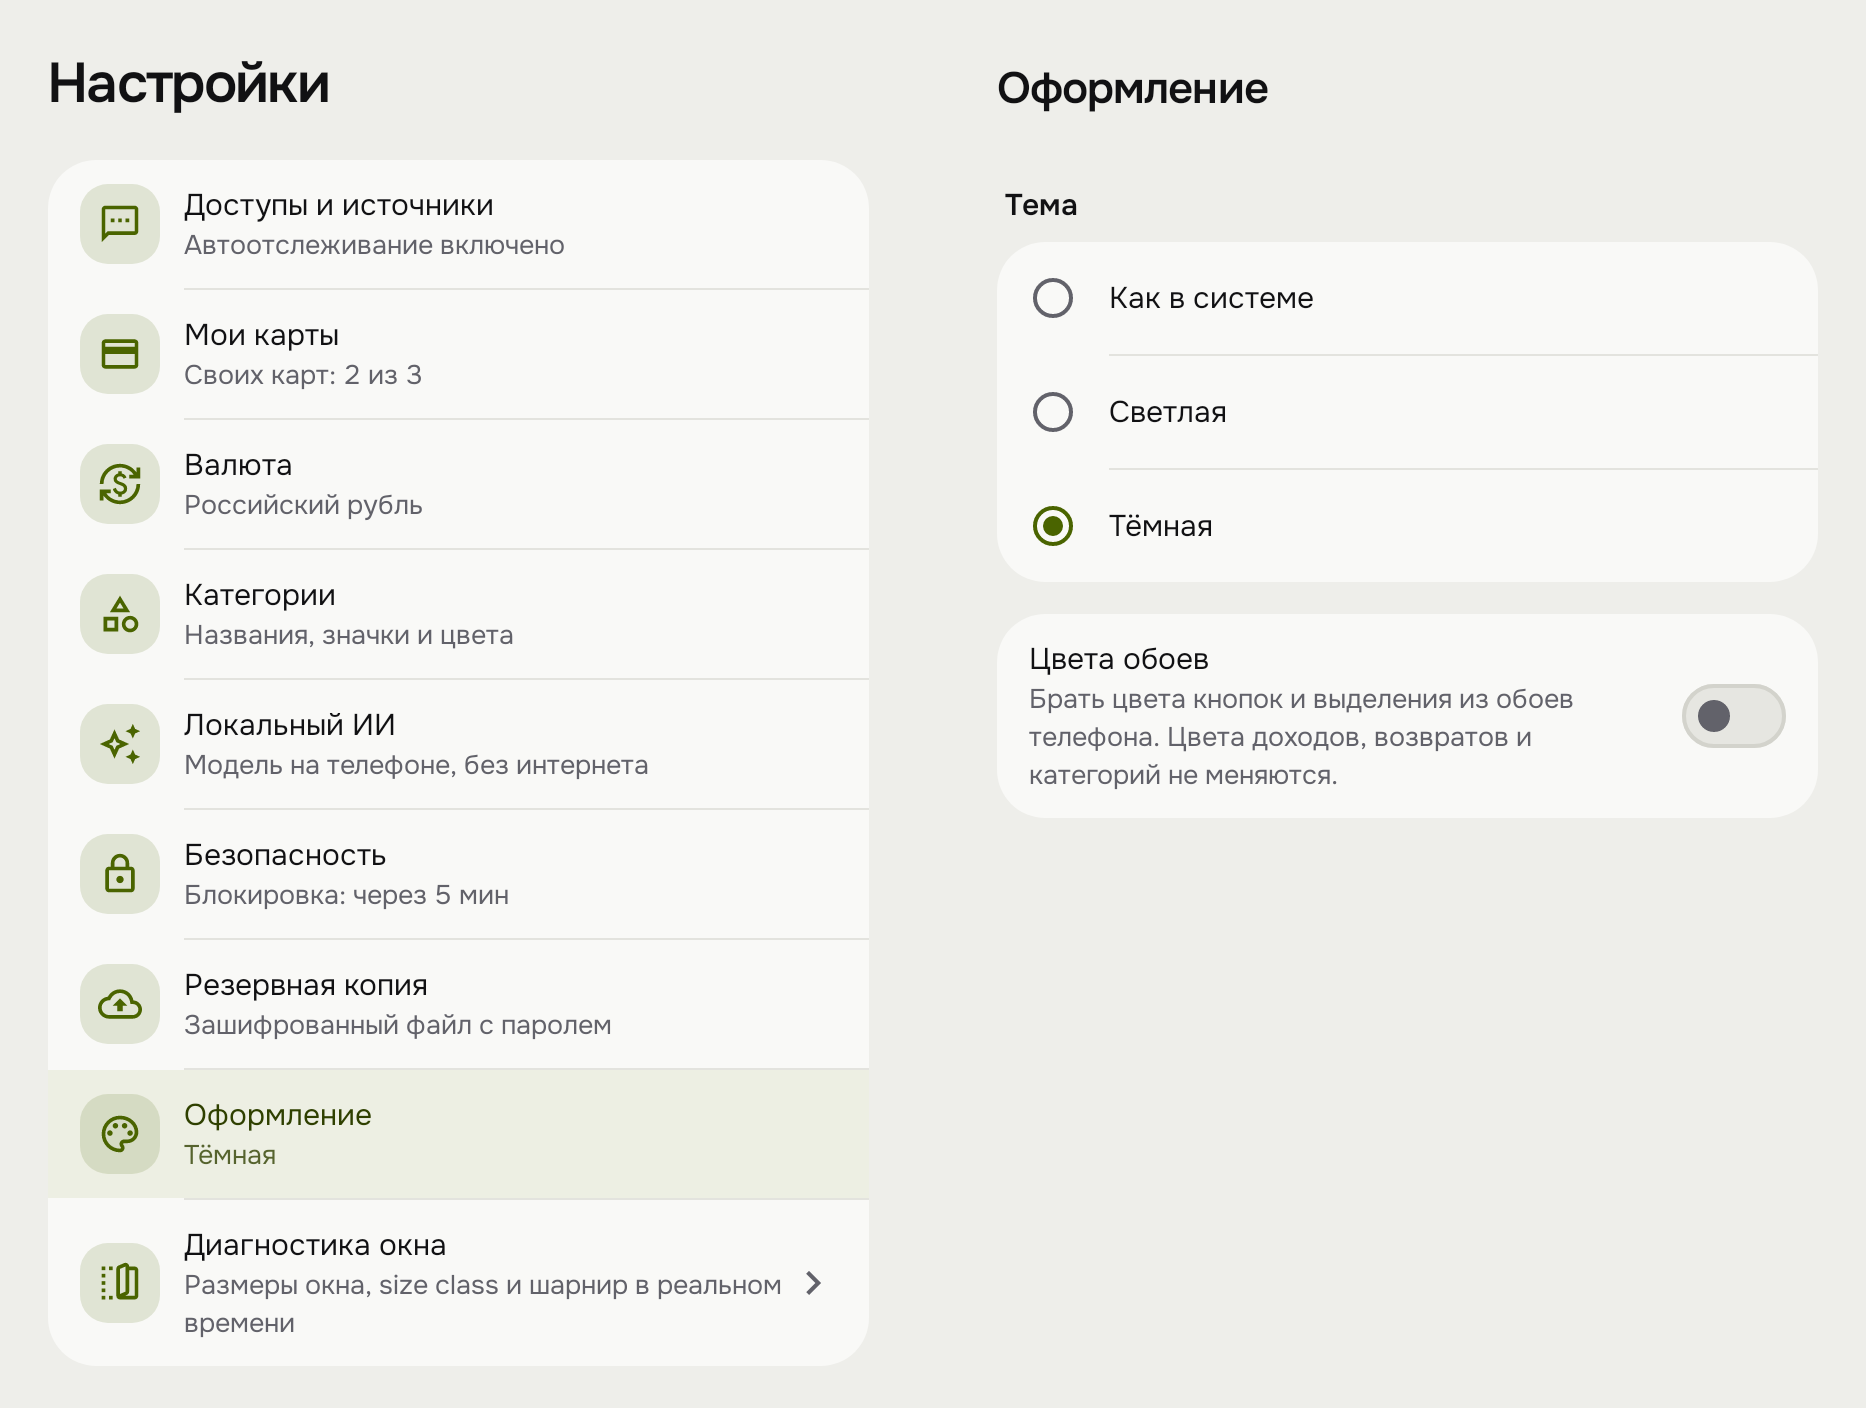 Настройки
Доступы и источники
Автоотслеживание включено
Мои карты
Своих карт: 2 из 3
Валюта
Российский рубль
Категории
Названия, значки и цвета
Локальный ИИ
Модель на телефоне, без интернета
Безопасность
Блокировка: через 5 мин
Резервная копия
Зашифрованный файл с паролем
Оформление
Тёмная
Диагностика окна
Размеры окна, size class и шарнир в реальном
времени
Оформление
Тема
Как в системе
Светлая
Тёмная
Цвета обоев
Брать цвета кнопок и выделения из обоев
телефона. Цвета доходов, возвратов и
категорий не меняются.